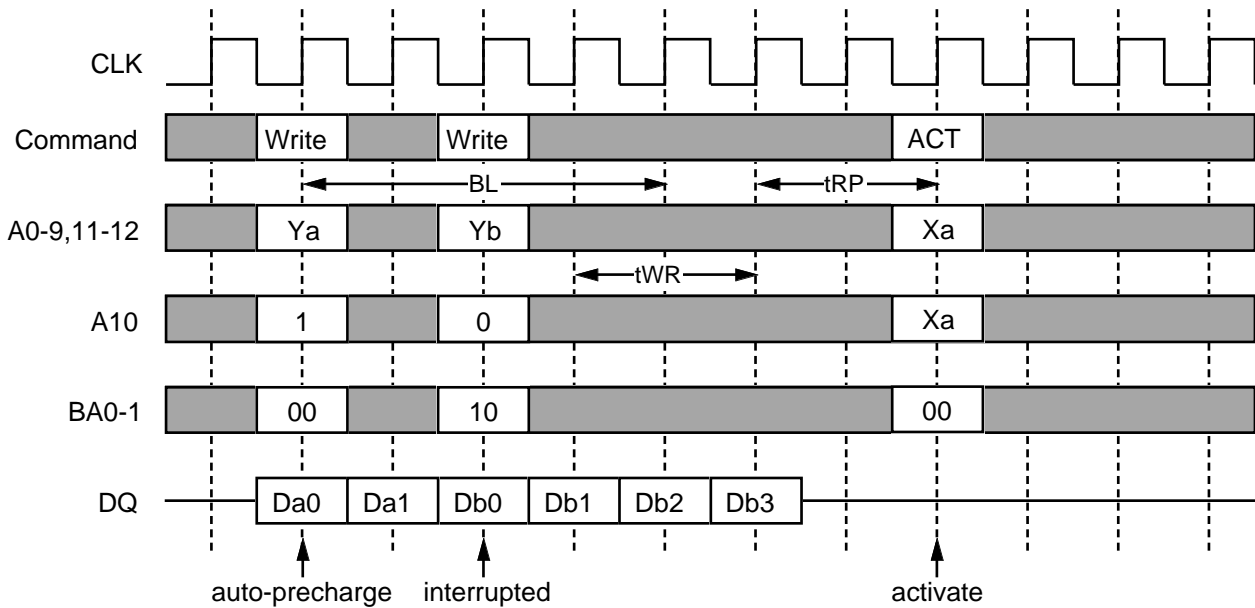 CLK
Command Write Write ACT
BL tRP
A0-9,11-12 Ya Yb Xa
tWR
A10 1 0 Xa
BA0-1 00 10 00
DQ Da0 Da1 Db0 Db1 Db2 Db3
auto-precharge interrupted activate